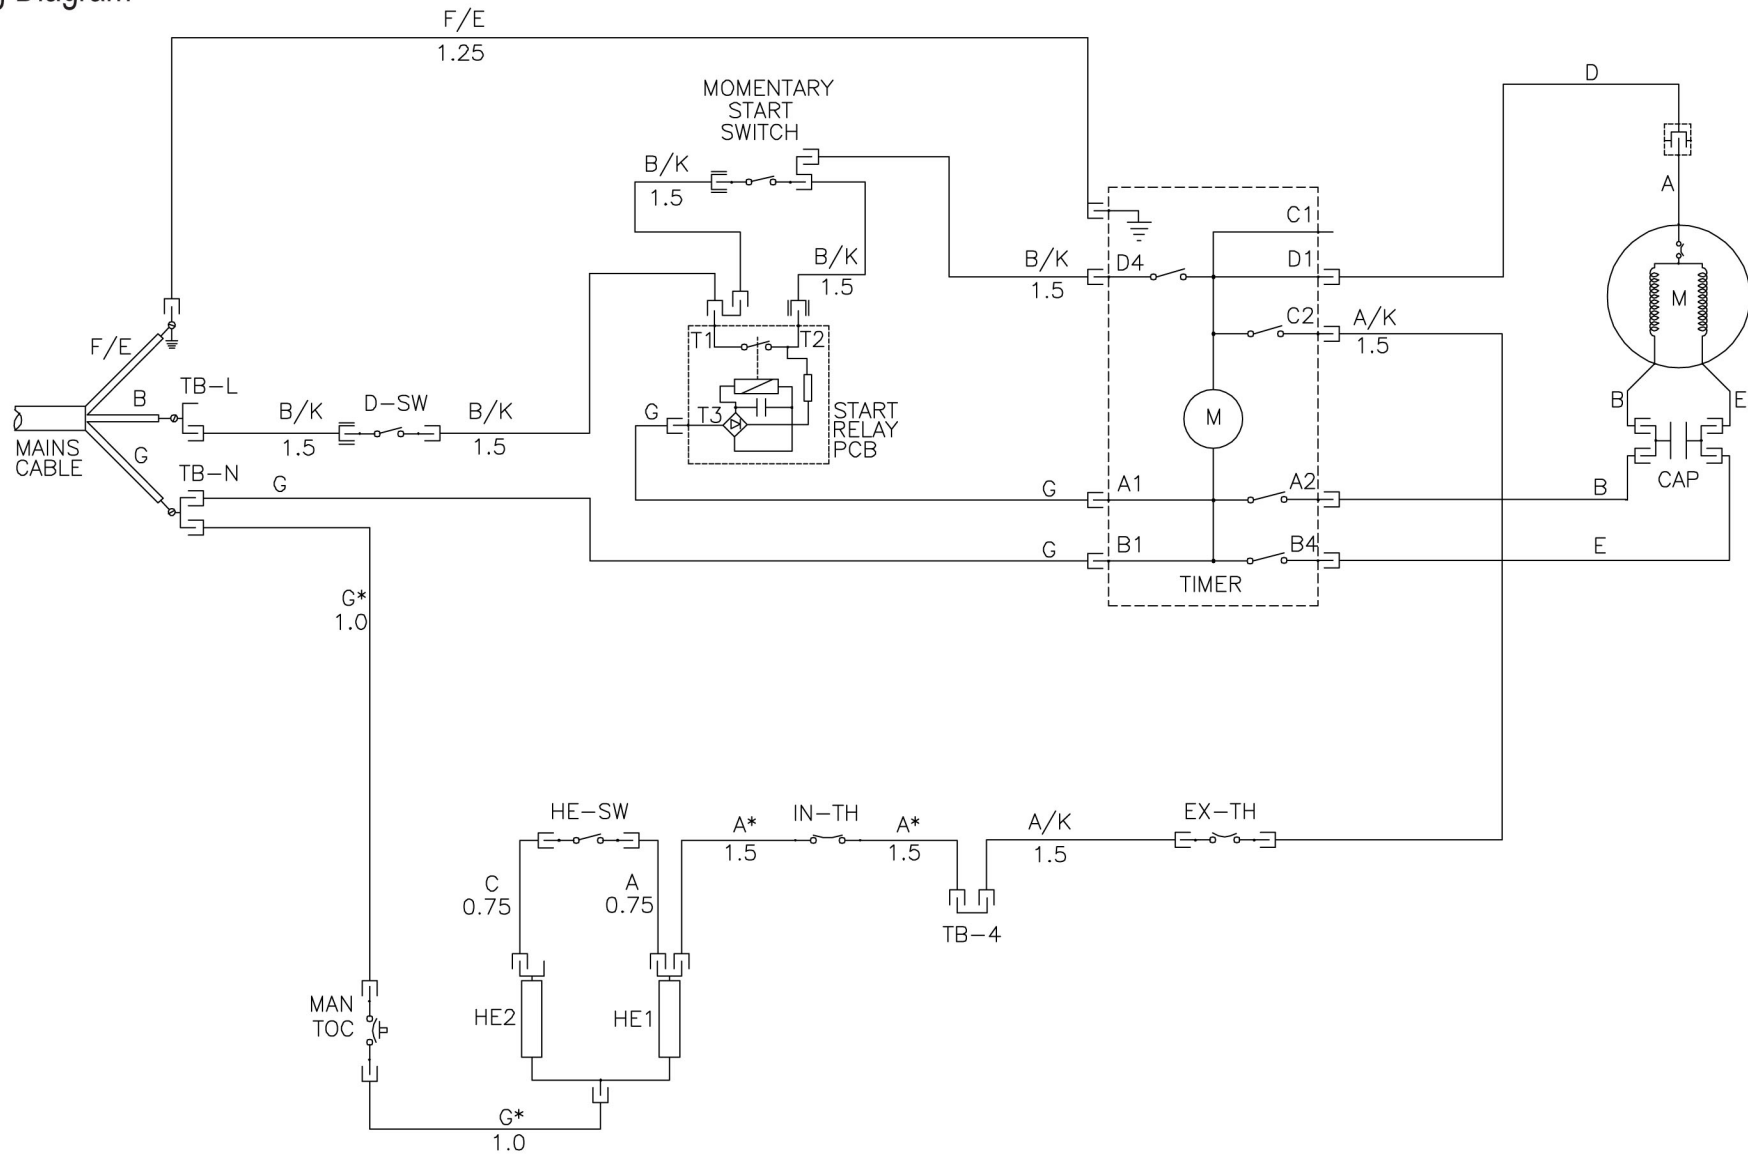 F/E
1.25
MOMENTARY
START
SWITCH
B/K
1.5
B/K
1.5
B/K
1.5
D
A
M
B
E
CAP
C1
D4
D1
C2
A/K
1.5
M
A1
A2
B1
B4
TIMER
B
E
T1
T2
T3
G
START
RELAY
PCB
F/E
B
G
MAINS
CABLE
TB-L
B/K
1.5
D-SW
B/K
1.5
TB-N
G
G
G
G*
1.0
HE-SW
IN-TH
EX-TH
A*
1.5
A*
1.5
A/K
1.5
C
0.75
A
0.75
TB-4
MAN
TOC
HE2
HE1
G*
1.0